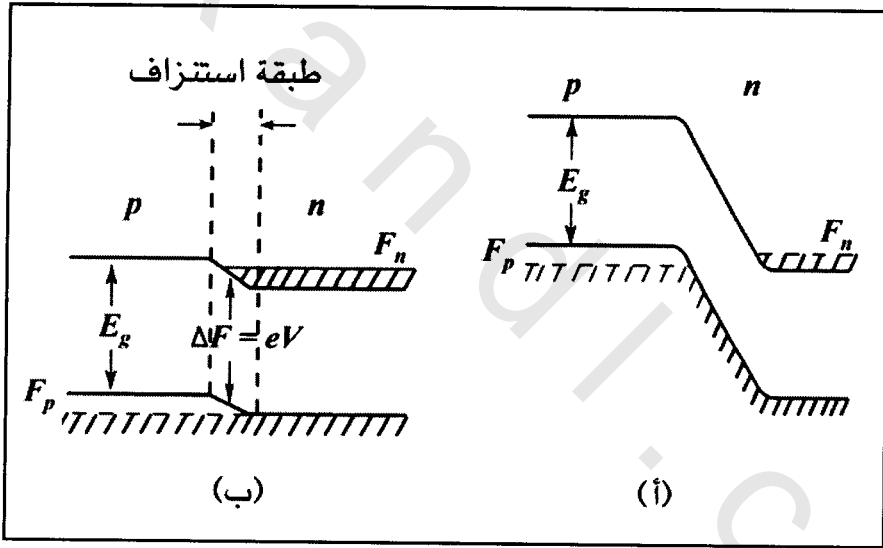 طبقة استنزاف
p n
E_g
F_p F_n
(أ)
p n
F_n
E_g ΔF = eV
F_p
(ب)
k a n d l . c